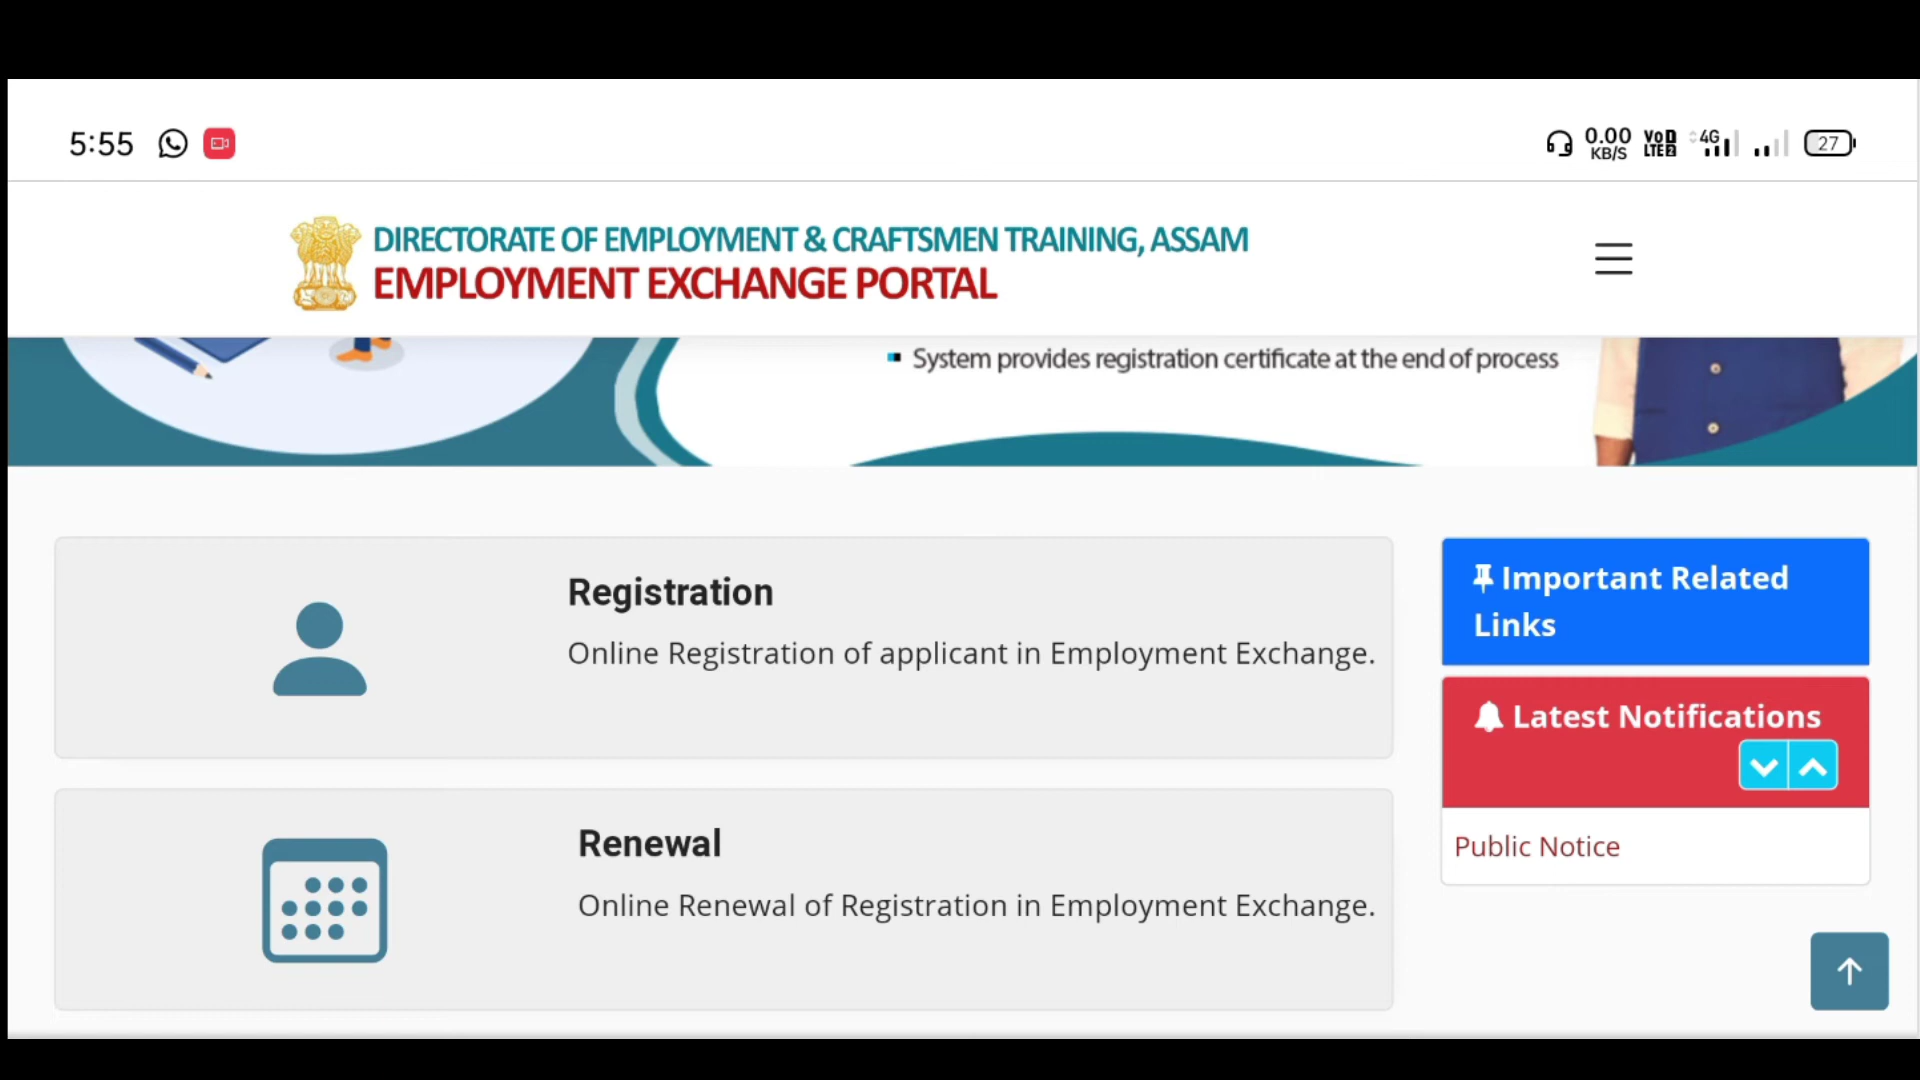 5:55
0.00
KB/S
VoD
LTE2
4G
27
DIRECTORATE OF EMPLOYMENT & CRAFTSMEN TRAINING, ASSAM
EMPLOYMENT EXCHANGE PORTAL
System provides registration certificate at the end of process
Registration
Online Registration of applicant in Employment Exchange.
Renewal
Online Renewal of Registration in Employment Exchange.
Important Related
Links
Latest Notifications
Public Notice